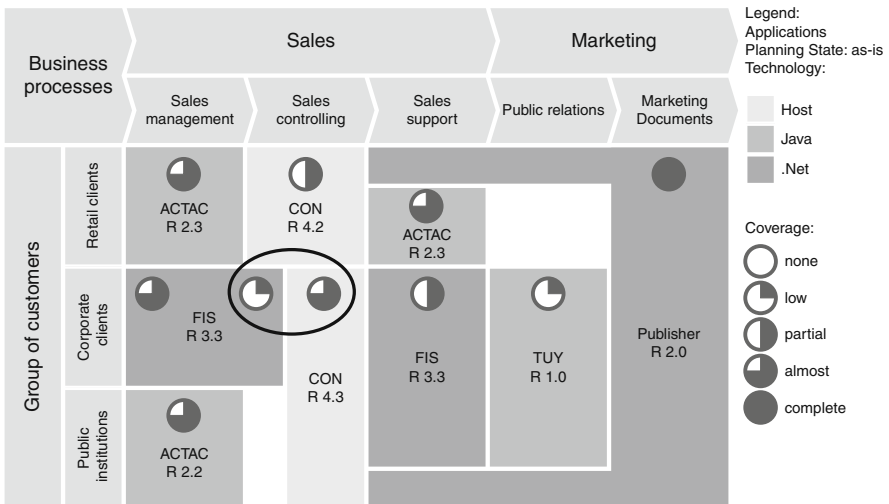 Business
processes
Sales
Marketing
Sales
management
Sales
controlling
Sales
support
Public relations
Marketing
Documents
Group of customers
Retail clients
ACTAC
R 2.3
CON
R 4.2
ACTAC
R 2.3
Corporate
clients
FIS
R 3.3
CON
R 4.3
FIS
R 3.3
TUY
R 1.0
Publisher
R 2.0
Public
institutions
ACTAC
R 2.2
Legend:
Applications
Planning State: as-is
Technology:
Host
Java
.Net
Coverage:
none
low
partial
almost
complete